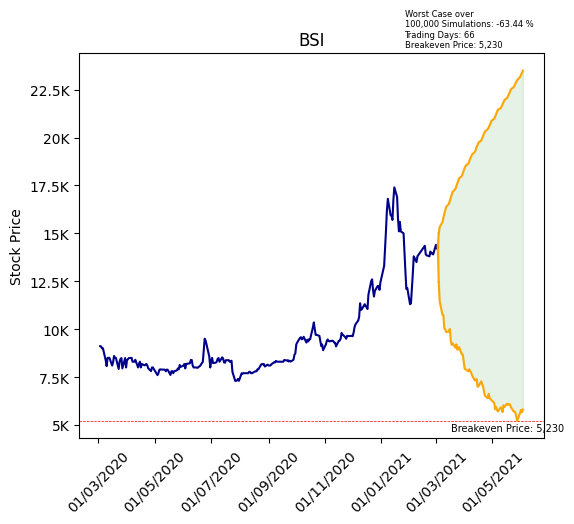 Worst Case over
100,000 Simulations: -63.44 %
Trading Days: 66
Breakeven Price: 5,230
BSI
Stock Price
22.5K
20K
17.5K
15K
12.5K
10K
7.5K
5K
Breakeven Price: 5,230
01/03/2020
01/05/2020
01/07/2020
01/09/2020
01/11/2020
01/01/2021
01/03/2021
01/05/2021